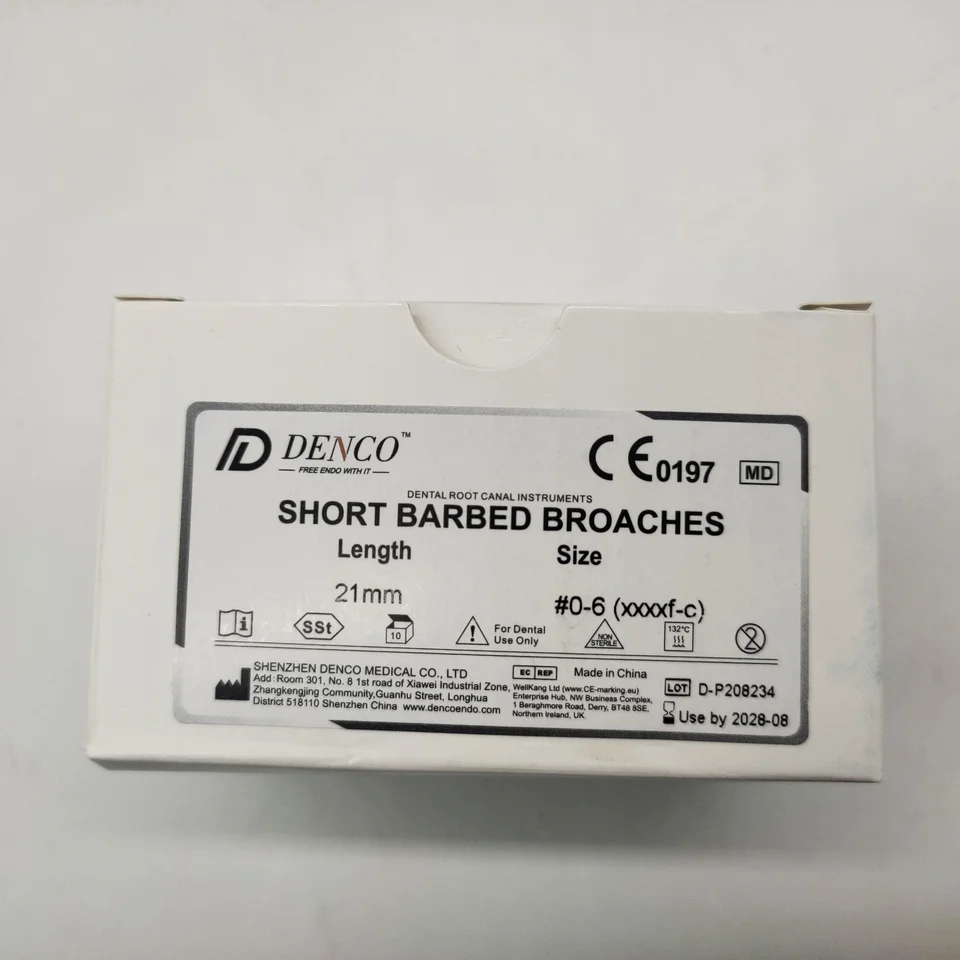 DENCO™
FREE ENDO WITH IT
CE 0197
MD
DENTAL ROOT CANAL INSTRUMENTS
SHORT BARBED BROACHES
Length
Size
21mm
#0-6 (xxxxf-c)
SSt
10
For Dental
Use Only
NON
STERILE
132°C
2
SHENZHEN DENCO MEDICAL CO., LTD
Add:Room 301, No. 8 1st road of Xiawei Industrial Zone,
Zhangkengjing Community,Guanhu Street, Longhua
District 518110 Shenzhen China www.dencoendo.com
EC REP
WellKang Ltd (www.CE-marking.eu)
Enterprise Hub, NW Business Complex,
1 Beraghmore Road, Derry, BT48 8SE,
Northern Ireland, UK.
Made in China
LOT D-P208234
Use by 2028-08